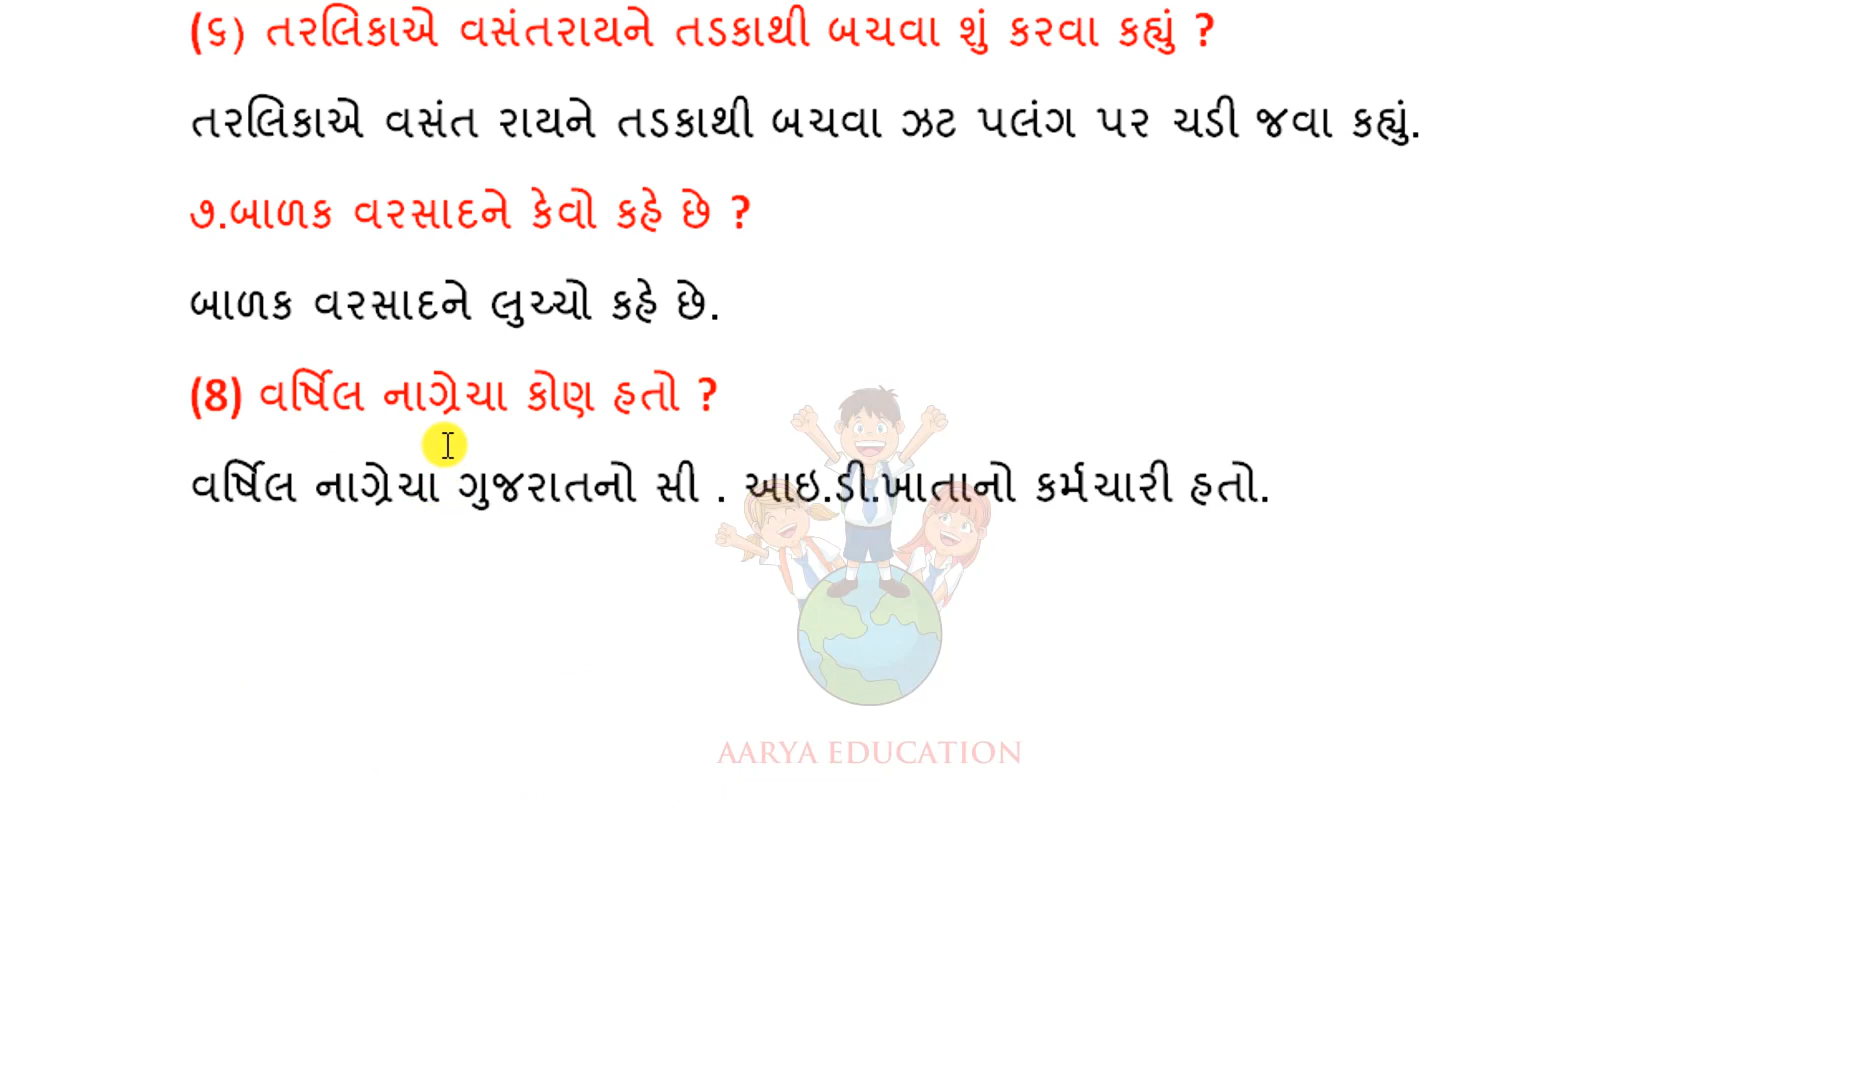 (૬) તરલિકાએ વસંતરાયને તડકાથી બચવા શું કરવા કહ્યું ?
તરલિકાએ વસંત રાયને તડકાથી બચવા ઝટ પલંગ પર ચડી જવા કહ્યું.
૭.બાળક વરસાદને કેવો કહે છે ?
બાળક વરસાદને લુચ્ચો કહે છે.
(8) વર્ષિલ નાગ્રેચા કોણ હતો ?
વર્ષિલ નાગ્રેચા ગુજરાતનો સી . આઇ.ડી.ખાતાનો કર્મચારી હતો.
AARYA EDUCATION